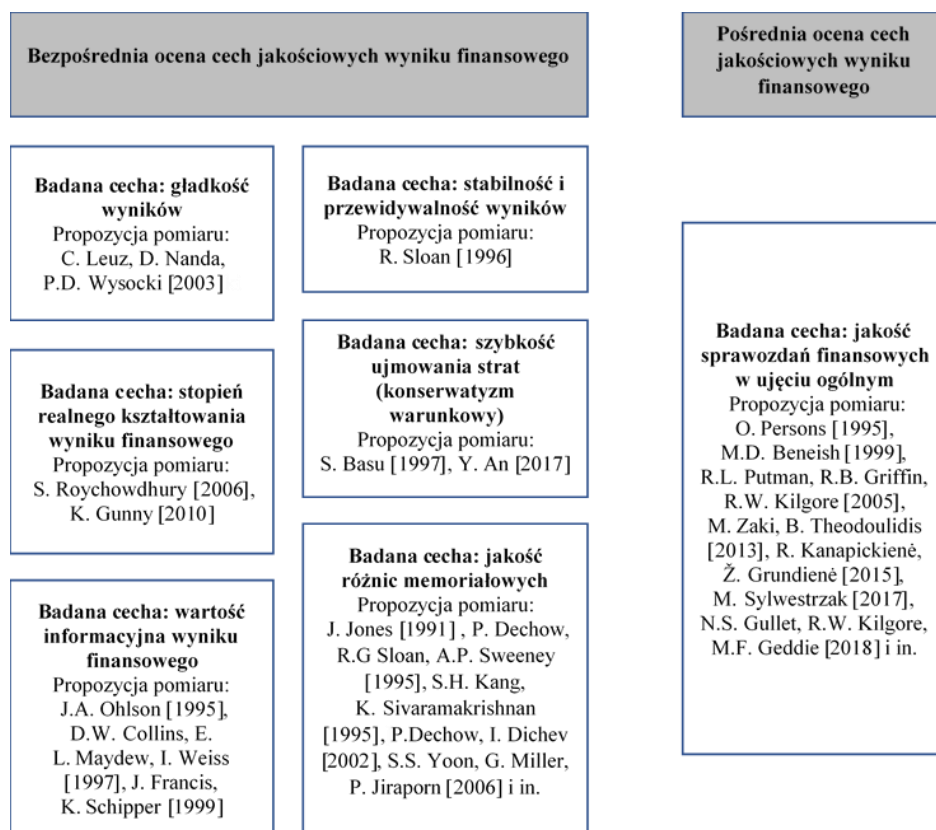 Bezpośrednia ocena cech jakościowych wyniku finansowego
Pośrednia ocena cech
jakościowych wyniku
finansowego
Badana cecha: gładkość
wyników
Propozycja pomiaru:
C. Leuz, D. Nanda,
P.D. Wysocki [2003]
Badana cecha: stabilność i
przewidywalność wyników
Propozycja pomiaru:
R. Sloan [1996]
Badana cecha: stopień
realnego kształtowania
wyniku finansowego
Propozycja pomiaru:
S. Roychowdhury [2006],
K. Gunny [2010]
Badana cecha: szybkość
ujmowania strat
(konserwatyzm
warunkowy)
Propozycja pomiaru:
S. Basu [1997], Y. An [2017]
Badana cecha: wartość
informacyjna wyniku
finansowego
Propozycja pomiaru:
J.A. Ohlson [1995],
D.W. Collins, E.
L. Maydew, I. Weiss
[1997], J. Francis,
K. Schipper [1999]
Badana cecha: jakość
różnic memoriałowych
Propozycja pomiaru:
J. Jones [1991] , P. Dechow,
R.G Sloan, A.P. Sweeney
[1995], S.H. Kang,
K. Sivaramakrishnan
[1995], P.Dechow, I. Dichev
[2002], S.S. Yoon, G. Miller,
P. Jiraporn [2006] i in.
Badana cecha: jakość
sprawozdań finansowych
w ujęciu ogólnym
Propozycja pomiaru:
O. Persons [1995],
M.D. Beneish [1999],
R.L. Putman, R.B. Griffin,
R.W. Kilgore [2005],
M. Zaki, B. Theodoulidis
[2013], R. Kanapickienė,
Ž. Grundienė [2015],
M. Sylwestrzak [2017],
N.S. Gullet, R.W. Kilgore,
M.F. Geddie [2018] i in.